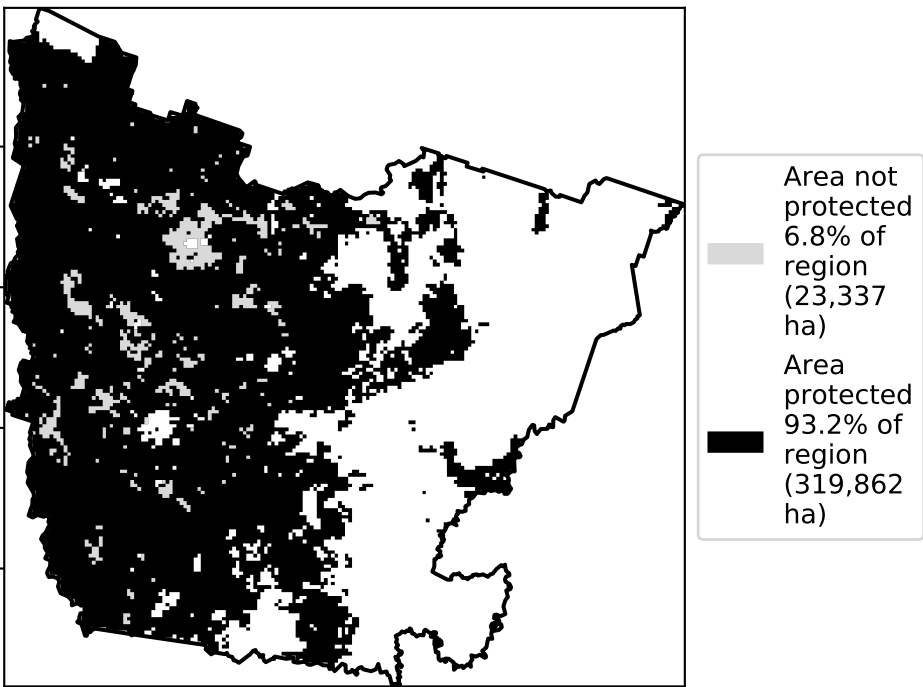 Area not
protected
6.8% of
region
(23,337
ha)
Area
protected
93.2% of
region
(319,862
ha)